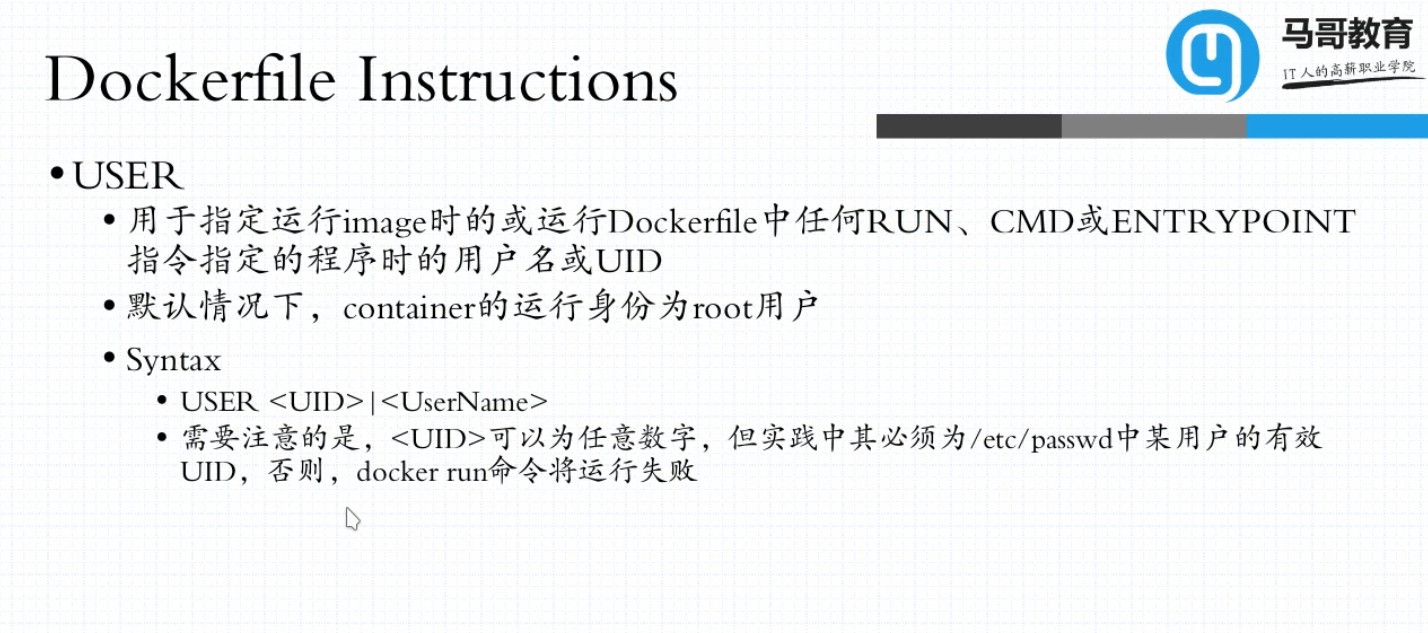 马哥教育
IT人的高薪职业学院
Dockerfile Instructions
•USER
• 用于指定运行image时的或运行Dockerfile中任何RUN、CMD或ENTRYPOINT
指令指定的程序时的用户名或UID
• 默认情况下，container的运行身份为root用户
• Syntax
• USER <UID>|<UserName>
• 需要注意的是，<UID>可以为任意数字，但实践中其必须为/etc/passwd中某用户的有效
UID，否则，docker run命令将运行失败